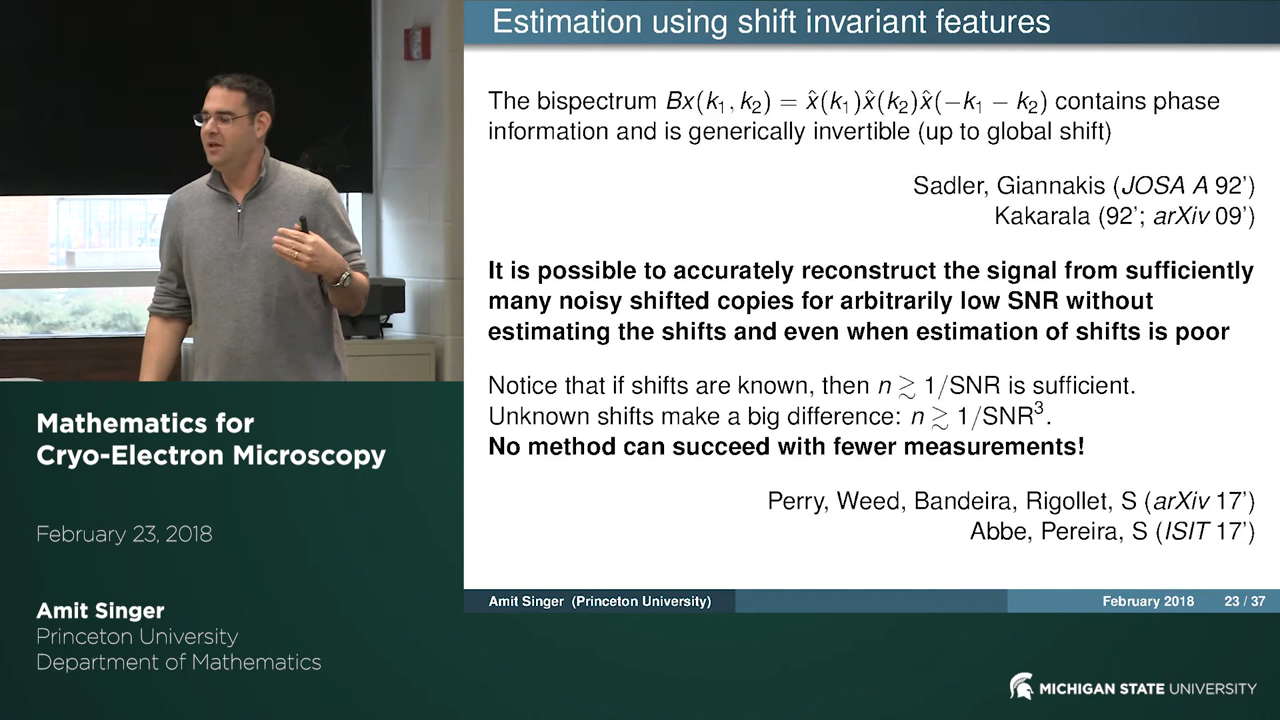 Estimation using shift invariant features
The bispectrum Bx(k₁, k₂) = x̂(k₁)x̂(k₂)x̂(−k₁ − k₂) contains phase
information and is generically invertible (up to global shift)
Sadler, Giannakis (JOSA A 92')
Kakarala (92'; arXiv 09')
It is possible to accurately reconstruct the signal from sufficiently
many noisy shifted copies for arbitrarily low SNR without
estimating the shifts and even when estimation of shifts is poor
Notice that if shifts are known, then n ≳ 1/SNR is sufficient.
Unknown shifts make a big difference: n ≳ 1/SNR³.
No method can succeed with fewer measurements!
Perry, Weed, Bandeira, Rigollet, S (arXiv 17')
Abbe, Pereira, S (ISIT 17')
Amit Singer (Princeton University)
February 2018
23 / 37
Mathematics for
Cryo-Electron Microscopy
February 23, 2018
Amit Singer
Princeton University
Department of Mathematics
MICHIGAN STATE UNIVERSITY